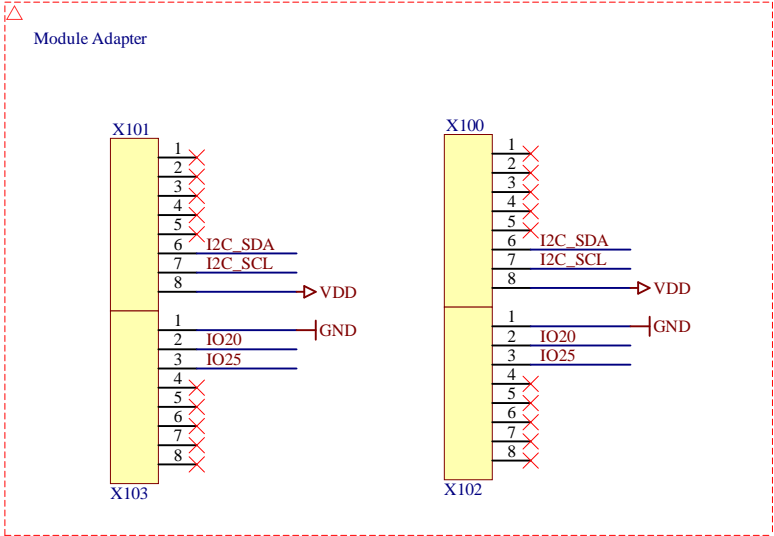 Module Adapter
X101
1
2
3
4
5
6 I2C_SDA
7 I2C_SCL
8 VDD
1 GND
2 IO20
3 IO25
4
5
6
7
8
X103
X100
1
2
3
4
5
6 I2C_SDA
7 I2C_SCL
8 VDD
1 GND
2 IO20
3 IO25
4
5
6
7
8
X102